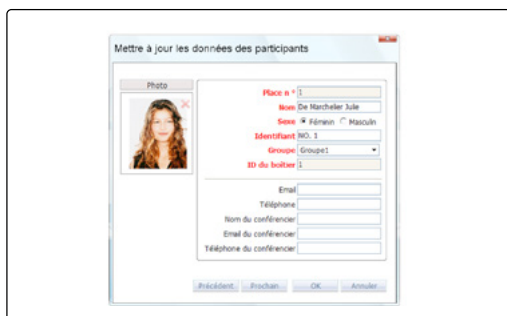 Mettre à jour les données des participants
Photo
Place n ° 1
Nom De Marchelier Julie
Sexe Féminin Masculin
Identifiant NO. 1
Groupe Groupe1
ID du boîtier 1
Email
Téléphone
Nom du conférencier
Email du conférencier
Téléphone du conférencier
Précédent Prochain OK Annuler